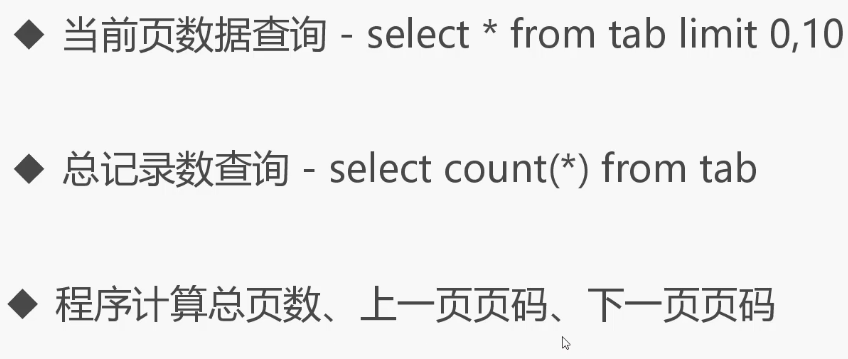 ◆ 当前页数据查询 - select * from tab limit 0,10
◆ 总记录数查询 - select count(*) from tab
◆ 程序计算总页数、上一页页码、下一页页码